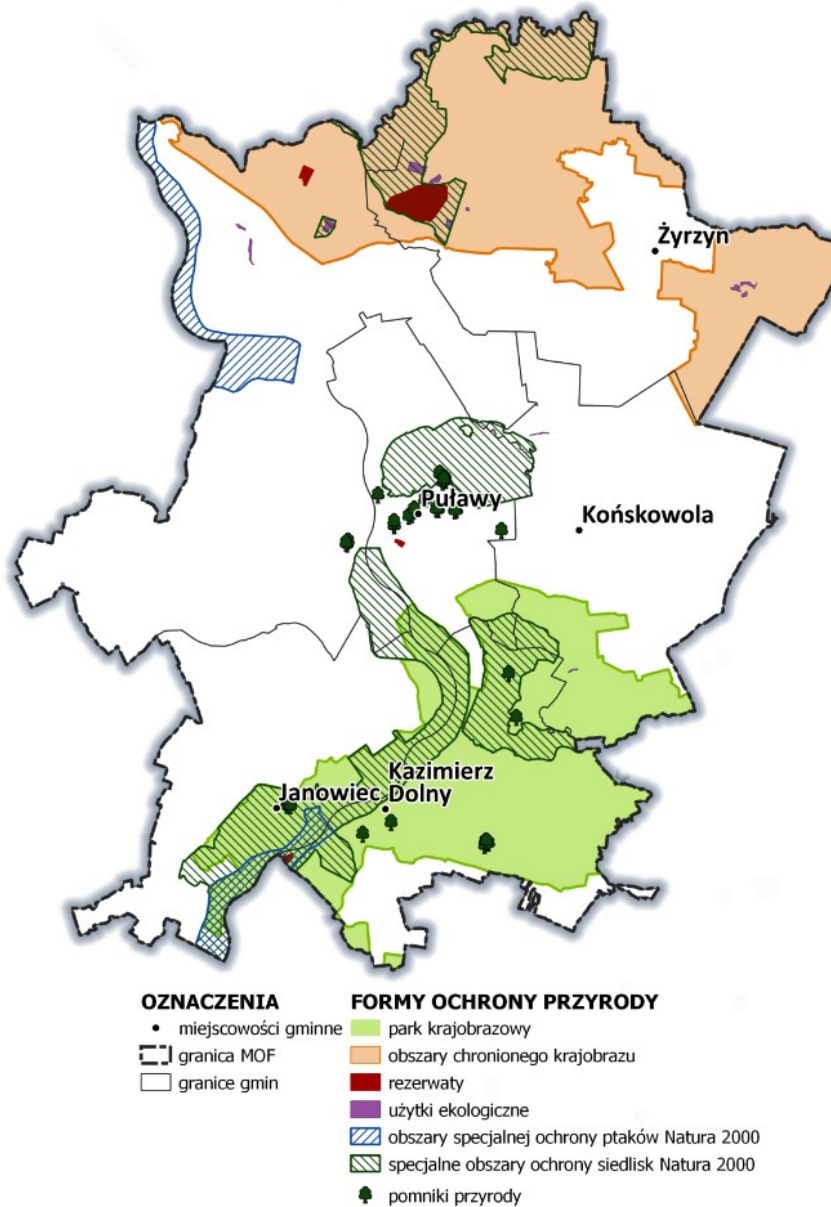 Żyrzyn
Puławy
Końskowola
Kazimierz
Janowiec Dolny
OZNACZENIA
miejscowości gminne
granica MOF
granice gmin
FORMY OCHRONY PRZYRODY
park krajobrazowy
obszary chronionego krajobrazu
rezerwaty
użytki ekologiczne
obszary specjalnej ochrony ptaków Natura 2000
specjalne obszary ochrony siedlisk Natura 2000
pomniki przyrody